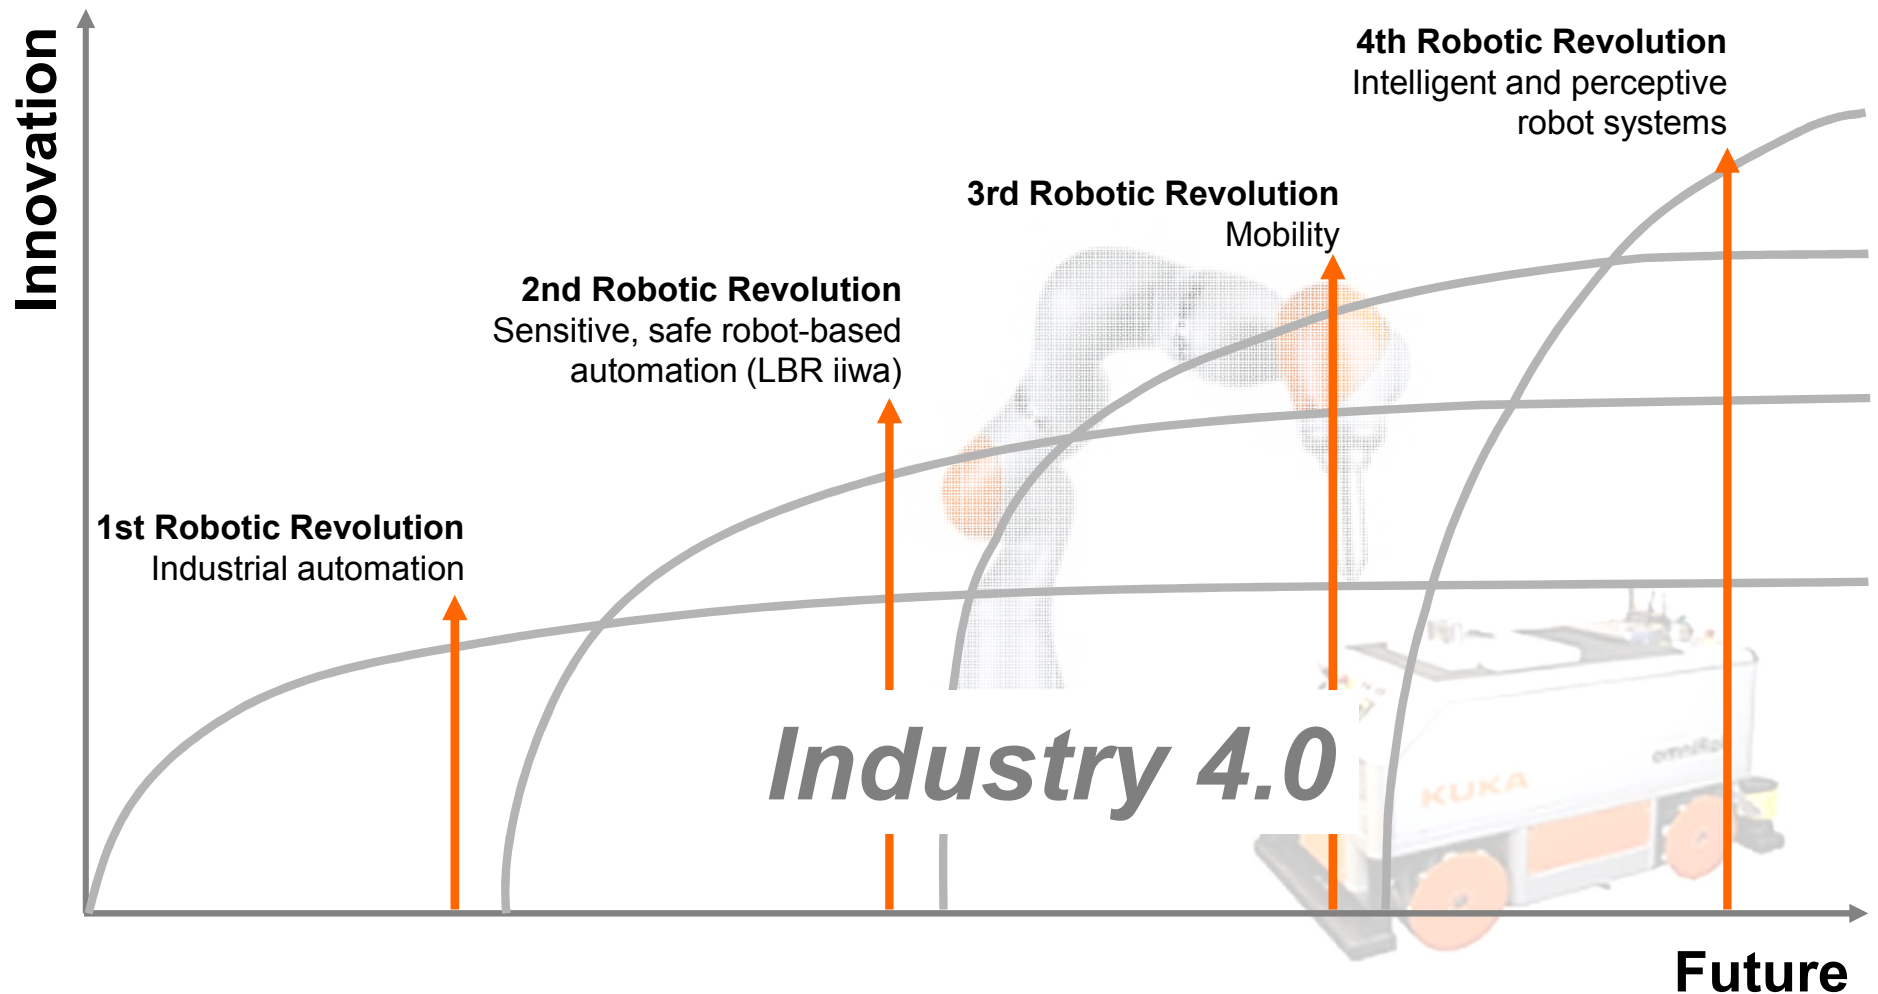 Innovation
4th Robotic Revolution
Intelligent and perceptive
robot systems
3rd Robotic Revolution
Mobility
2nd Robotic Revolution
Sensitive, safe robot-based
automation (LBR iiwa)
1st Robotic Revolution
Industrial automation
Industry 4.0
KUKA
Future